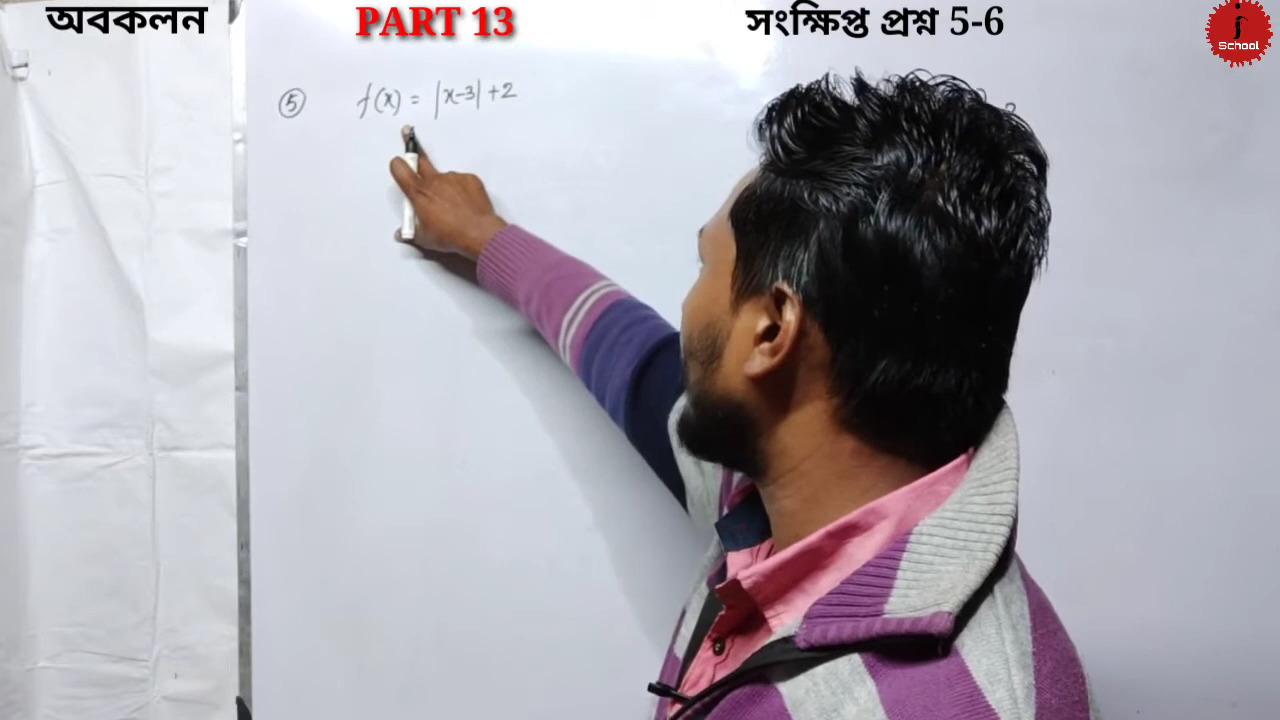 অবকলন PART 13 সংক্ষিপ্ত প্রশ্ন 5-6
f School
⑤ f(x) = |x-3| +2